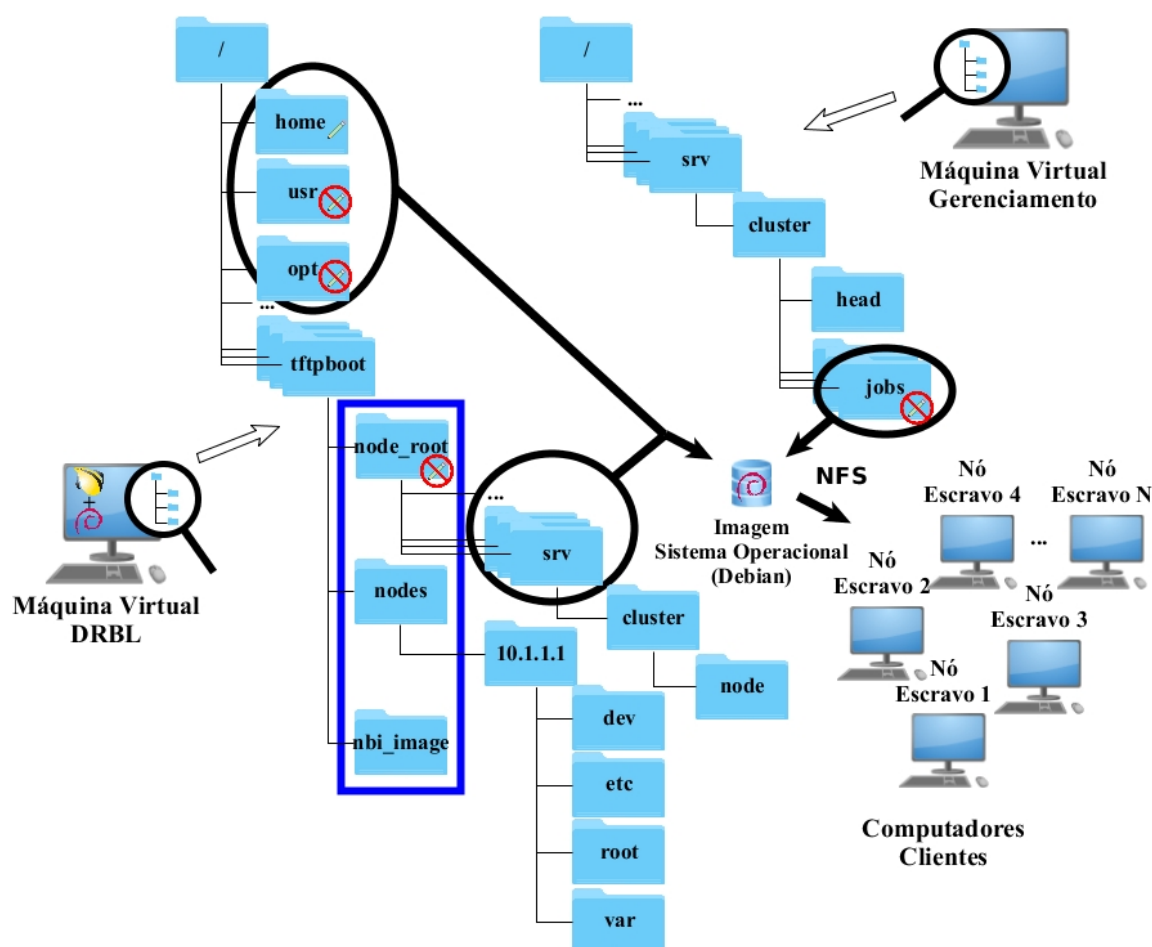 /
home
usr
opt
...
tftpboot
node_root
...
srv
nodes
cluster
10.1.1.1
node
nbi_image
dev
etc
root
var
+
Máquina Virtual
DRBL
/
...
srv
cluster
head
jobs
Máquina Virtual
Gerenciamento
NFS
Imagem
Sistema Operacional
(Debian)
Nó
Escravo 4
...
Nó
Escravo N
Nó
Escravo 2
Nó
Escravo 3
Nó
Escravo 1
Computadores
Clientes